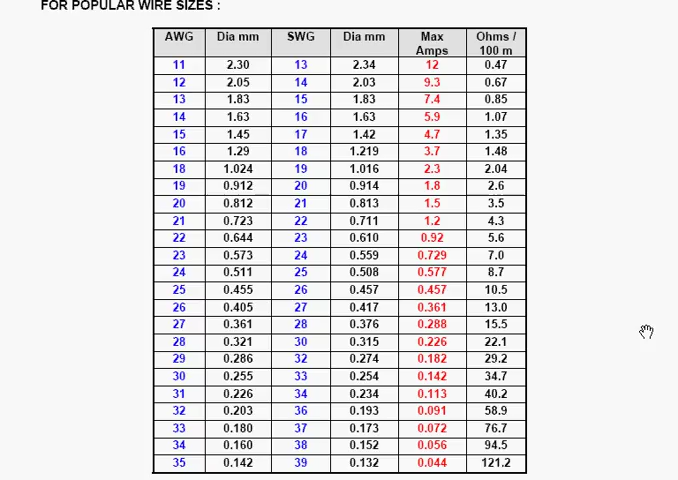 FOR POPULAR WIRE SIZES :
AWG Dia mm SWG Dia mm Max Amps Ohms / 100 m
11 2.30 13 2.34 12 0.47
12 2.05 14 2.03 9.3 0.67
13 1.83 15 1.83 7.4 0.85
14 1.63 16 1.63 5.9 1.07
15 1.45 17 1.42 4.7 1.35
16 1.29 18 1.219 3.7 1.48
18 1.024 19 1.016 2.3 2.04
19 0.912 20 0.914 1.8 2.6
20 0.812 21 0.813 1.5 3.5
21 0.723 22 0.711 1.2 4.3
22 0.644 23 0.610 0.92 5.6
23 0.573 24 0.559 0.729 7.0
24 0.511 25 0.508 0.577 8.7
25 0.455 26 0.457 0.457 10.5
26 0.405 27 0.417 0.361 13.0
27 0.361 28 0.376 0.288 15.5
28 0.321 30 0.315 0.226 22.1
29 0.286 32 0.274 0.182 29.2
30 0.255 33 0.254 0.142 34.7
31 0.226 34 0.234 0.113 40.2
32 0.203 36 0.193 0.091 58.9
33 0.180 37 0.173 0.072 76.7
34 0.160 38 0.152 0.056 94.5
35 0.142 39 0.132 0.044 121.2